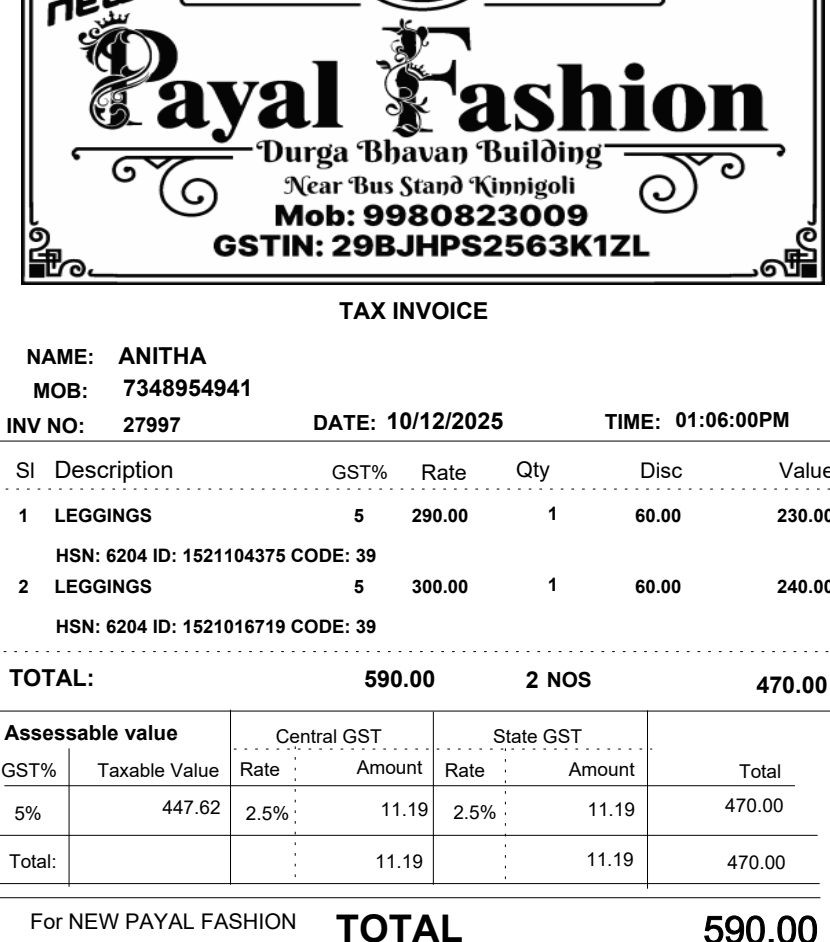 new
Payal Fashion
Durga Bhavan Building
Near Bus Stand Kinnigoli
Mob: 9980823009
GSTIN: 29BJHPS2563K1ZL
TAX INVOICE
NAME: ANITHA
MOB: 7348954941
INV NO: 27997 DATE: 10/12/2025 TIME: 01:06:00PM
Sl Description GST% Rate Qty Disc Value
1 LEGGINGS 5 290.00 1 60.00 230.00
HSN: 6204 ID: 1521104375 CODE: 39
2 LEGGINGS 5 300.00 1 60.00 240.00
HSN: 6204 ID: 1521016719 CODE: 39
TOTAL: 590.00 2 NOS 470.00
Assessable value Central GST State GST
GST% Taxable Value Rate Amount Rate Amount Total
5% 447.62 2.5% 11.19 2.5% 11.19 470.00
Total: 11.19 11.19 470.00
For NEW PAYAL FASHION TOTAL 590.00